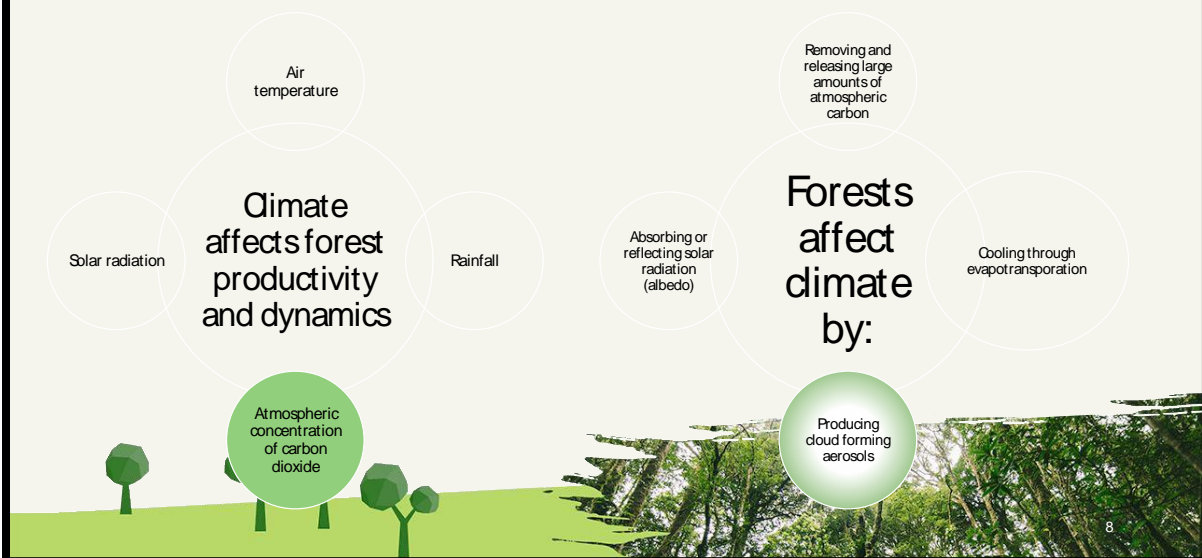 Air
temperature
Solar radiation
Climate
affects forest
productivity
and dynamics
Rainfall
Atmospheric
concentration
of carbon
dioxide
Removing and
releasing large
amounts of
atmospheric
carbon
Absorbing or
reflecting solar
radiation
(albedo)
Forests
affect
climate
by:
Cooling through
evapotransporation
Producing
cloud forming
aerosols
8